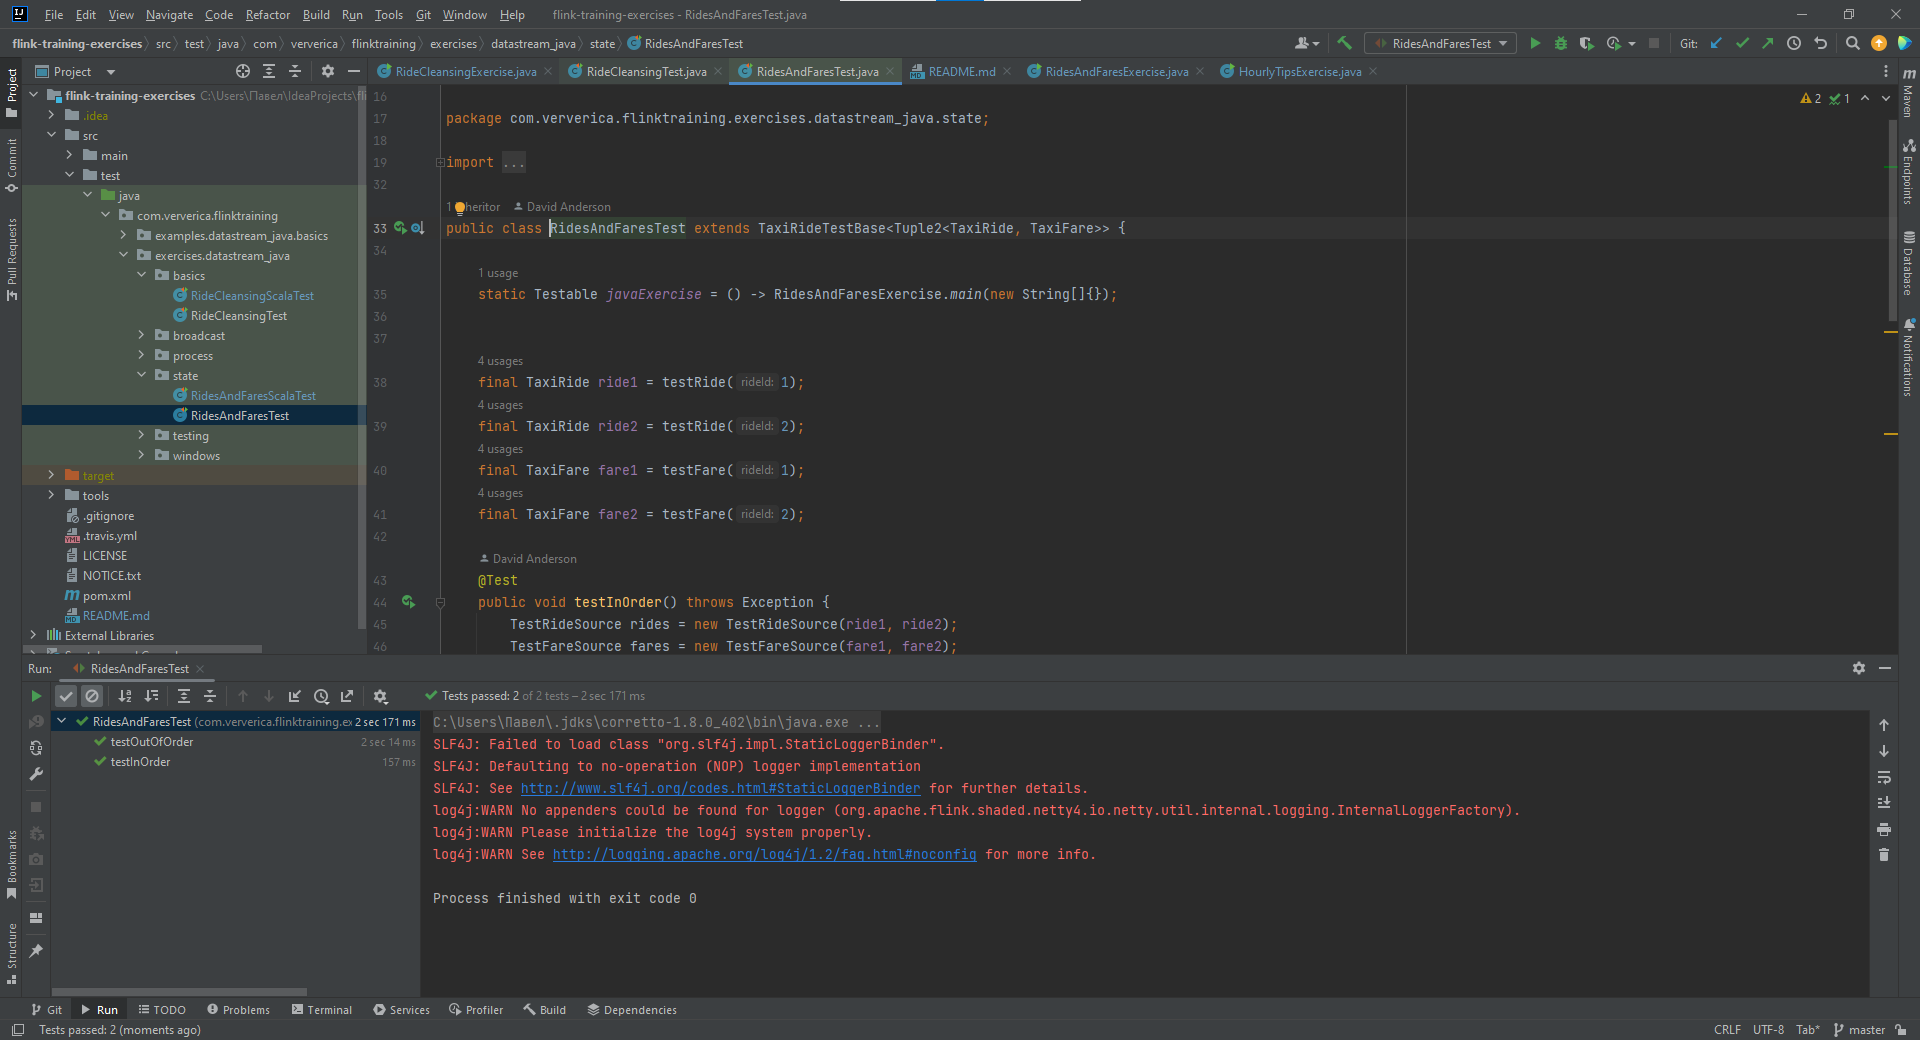 File Edit View Navigate Code Refactor Build Run Tools Git Window Help flink-training-exercises - RidesAndFaresTest.java
flink-training-exercises src test java com ververica flinktraining exercises datastream_java state RidesAndFaresTest
RidesAndFaresTest Git:
Project
RideCleansingExercise.java RideCleansingTest.java RidesAndFaresTest.java README.md RidesAndFaresExercise.java HourlyTipsExercise.java
Project
Commit
Pull Requests
Bookmarks
Structure
flink-training-exercises C:\Users\Павел\IdeaProjects\fli
.idea
src
main
test
java
com.ververica.flinktraining
examples.datastream_java.basics
exercises.datastream_java
basics
RideCleansingScalaTest
RideCleansingTest
broadcast
process
state
RidesAndFaresScalaTest
RidesAndFaresTest
testing
windows
target
tools
.gitignore
.travis.yml
LICENSE
NOTICE.txt
pom.xml
README.md
External Libraries
2 1
16
17 package com.ververica.flinktraining.exercises.datastream_java.state;
18
19 import ...
32
1 heritor David Anderson
33 public class RidesAndFaresTest extends TaxiRideTestBase<Tuple2<TaxiRide, TaxiFare>> {
34
1 usage
35 static Testable javaExercise = () -> RidesAndFaresExercise.main(new String[]{});
36
37
4 usages
38 final TaxiRide ride1 = testRide( rideId: 1);
4 usages
39 final TaxiRide ride2 = testRide( rideId: 2);
4 usages
40 final TaxiFare fare1 = testFare( rideId: 1);
4 usages
41 final TaxiFare fare2 = testFare( rideId: 2);
42
David Anderson
43 @Test
44 public void testInOrder() throws Exception {
45 TestRideSource rides = new TestRideSource(ride1, ride2);
46 TestFareSource fares = new TestFareSource(fare1, fare2);
Maven
Endpoints
Database
Notifications
Run: RidesAndFaresTest
Tests passed: 2 of 2 tests – 2 sec 171 ms
RidesAndFaresTest (com.ververica.flinktraining.ex 2 sec 171 ms
testOutOfOrder 2 sec 14 ms
testInOrder 157 ms
C:\Users\Павел\.jdks\corretto-1.8.0_402\bin\java.exe ...
SLF4J: Failed to load class "org.slf4j.impl.StaticLoggerBinder".
SLF4J: Defaulting to no-operation (NOP) logger implementation
SLF4J: See http://www.slf4j.org/codes.html#StaticLoggerBinder for further details.
log4j:WARN No appenders could be found for logger (org.apache.flink.shaded.netty4.io.netty.util.internal.logging.InternalLoggerFactory).
log4j:WARN Please initialize the log4j system properly.
log4j:WARN See http://logging.apache.org/log4j/1.2/faq.html#noconfig for more info.
Process finished with exit code 0
Git Run TODO Problems Terminal Services Profiler Build Dependencies
Tests passed: 2 (moments ago) CRLF UTF-8 Tab* master